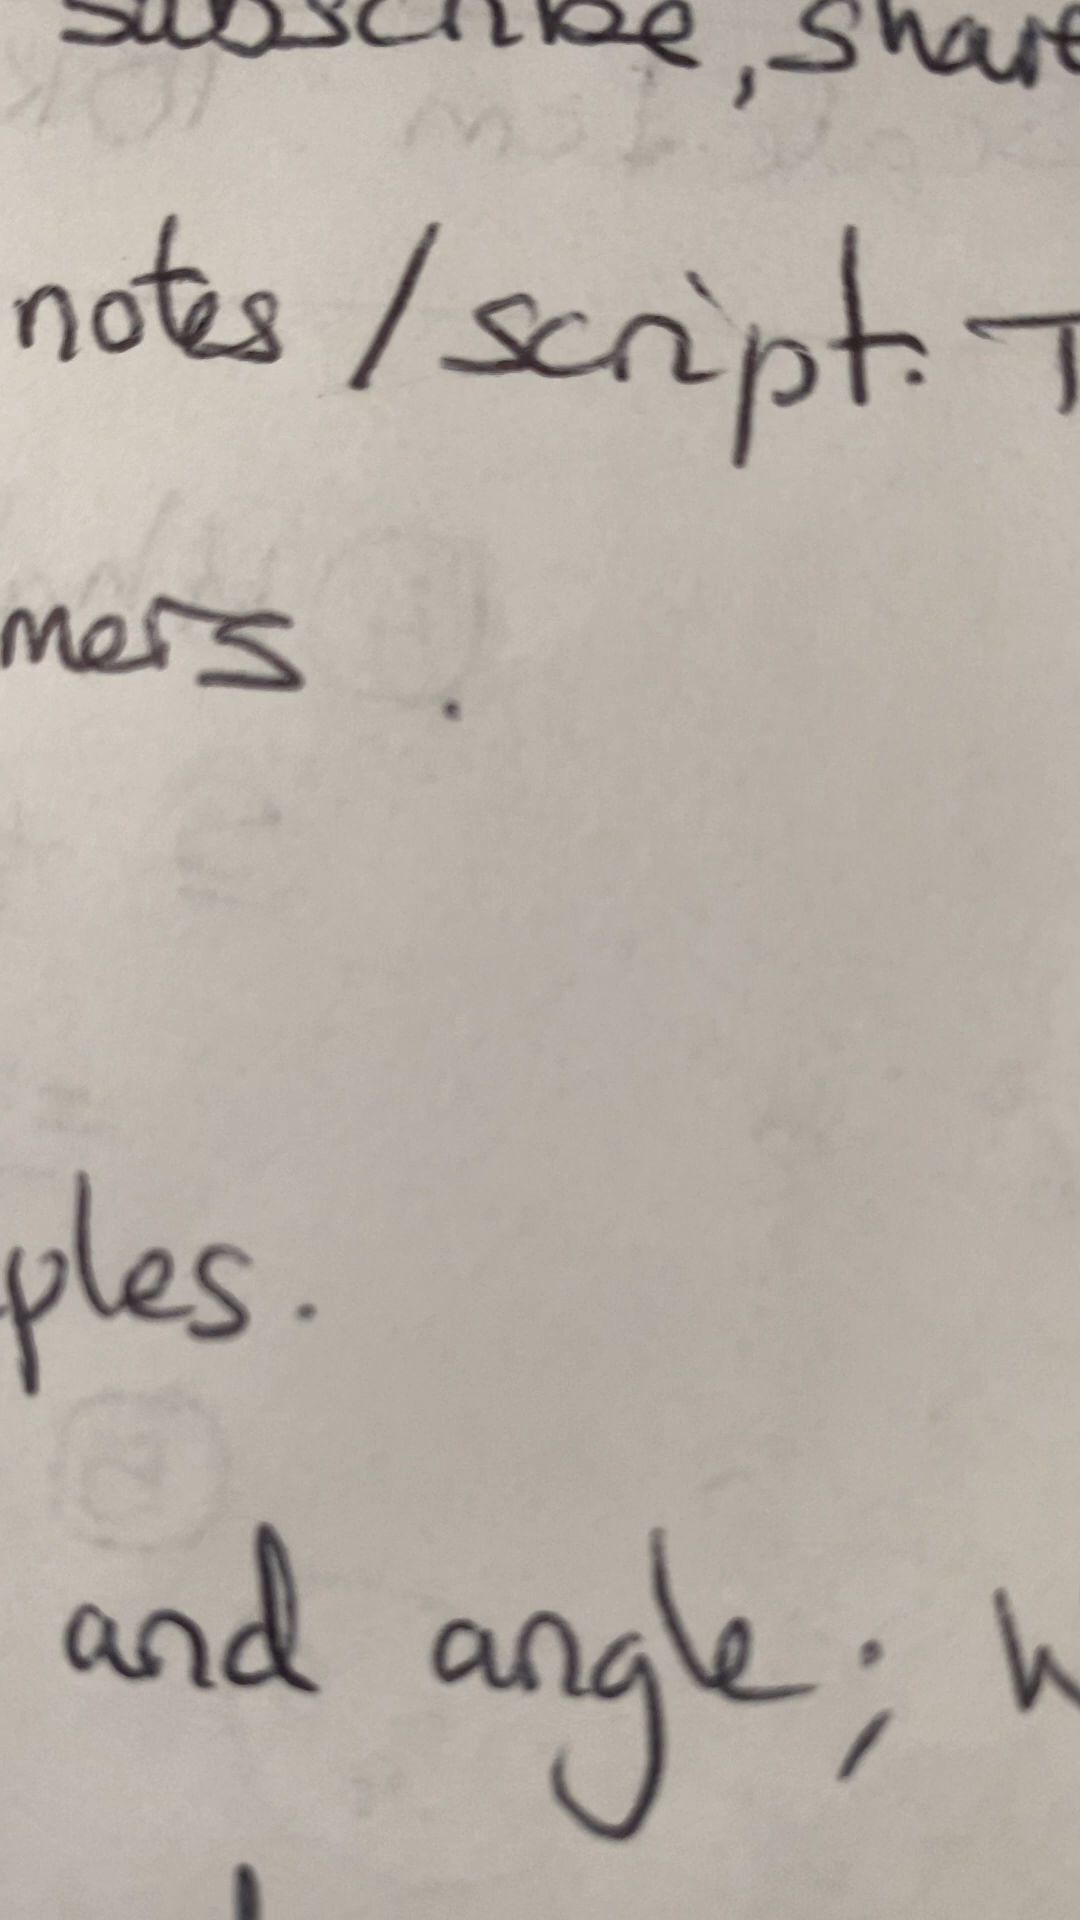 subscribe, share
notes / script. T
mers.
ples.
and angle;